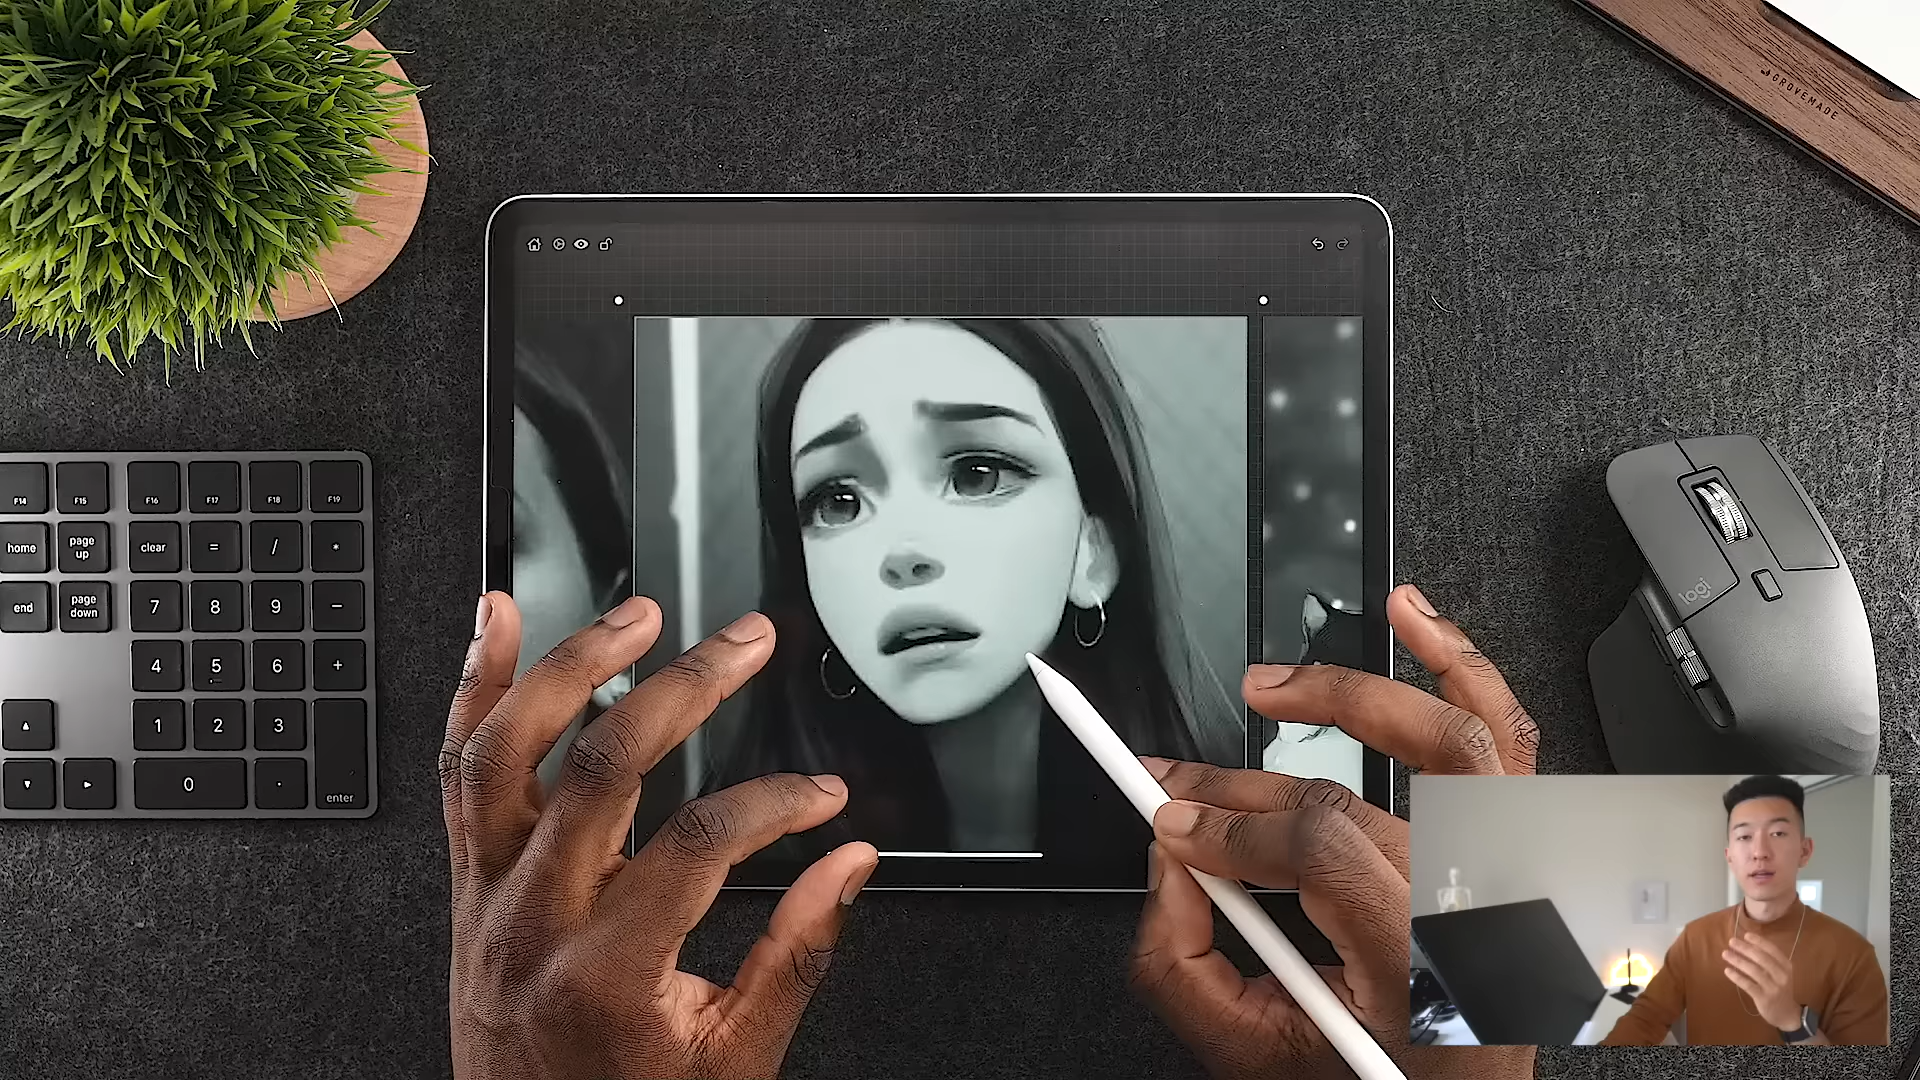 GROVEMADE
F14 F15 F16 F17 F18 F19
home page up clear = / *
end page down 7 8 9 −
4 5 6 +
1 2 3
0 . enter
logi